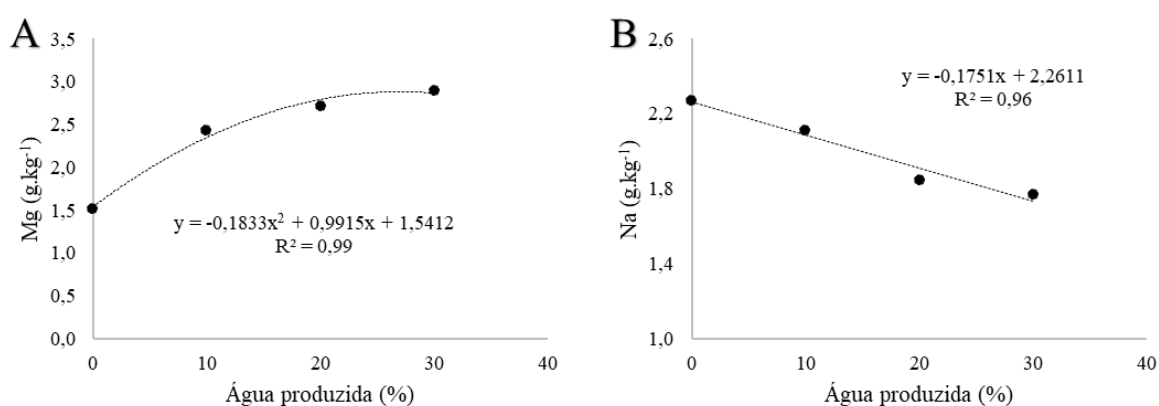 A
3,5
3,0
2,5
2,0
1,5
1,0
0,5
0,0
Mg (g.kg⁻¹)
y = -0,1833x² + 0,9915x + 1,5412
R² = 0,99
0 10 20 30 40
Água produzida (%)
B
2,6
2,2
1,8
1,4
1,0
Na (g.kg⁻¹)
y = -0,1751x + 2,2611
R² = 0,96
0 10 20 30 40
Água produzida (%)